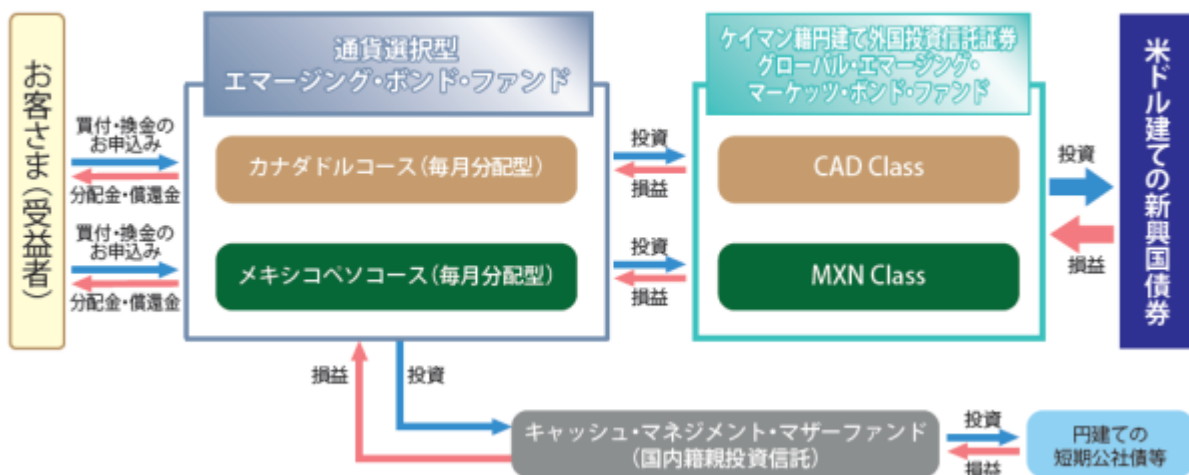 お客さま（受益者）
買付・換金の
お申込み
分配金・償還金
買付・換金の
お申込み
分配金・償還金
通貨選択型
エマージング・ボンド・ファンド
カナダドルコース（毎月分配型）
メキシコペソコース（毎月分配型）
投資
損益
投資
損益
ケイマン籍円建て外国投資信託証券
グローバル・エマージング・
マーケッツ・ボンド・ファンド
CAD Class
MXN Class
投資
損益
米ドル建ての新興国債券
損益
投資
キャッシュ・マネジメント・マザーファンド
（国内籍親投資信託）
投資
損益
円建ての
短期公社債等